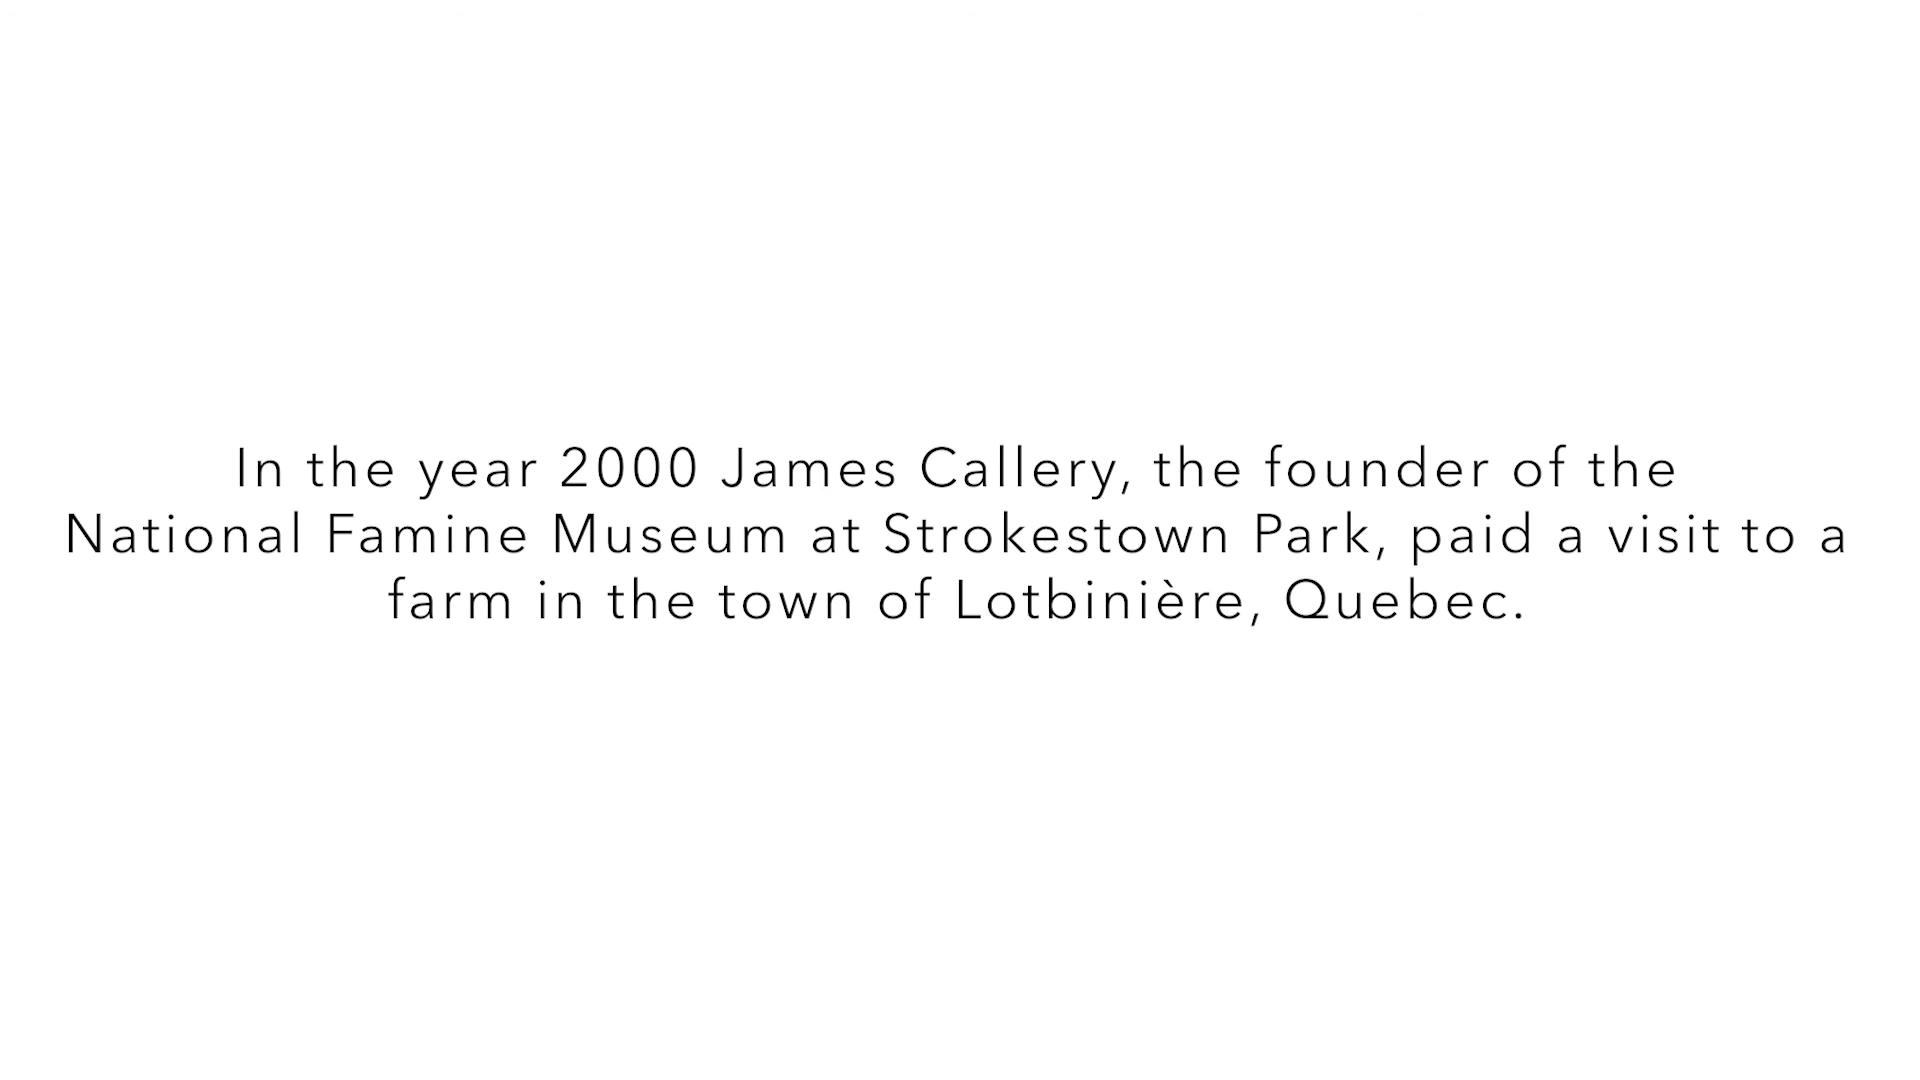 In the year 2000 James Callery, the founder of the
National Famine Museum at Strokestown Park, paid a visit to a
farm in the town of Lotbinière, Quebec.